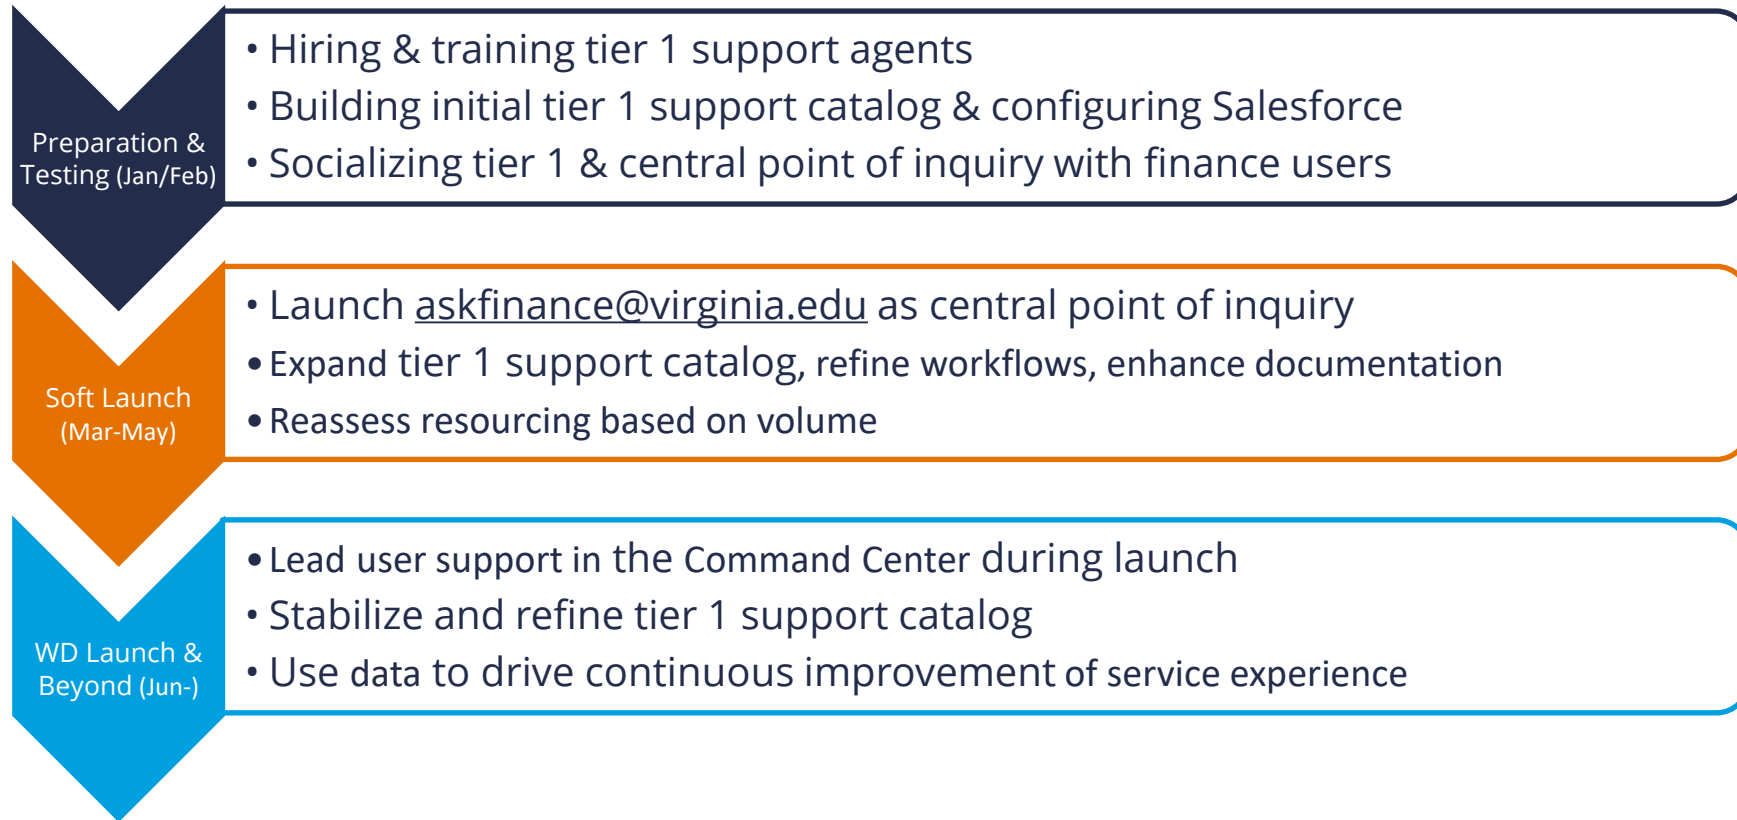 Preparation &
Testing (Jan/Feb)
• Hiring & training tier 1 support agents
• Building initial tier 1 support catalog & configuring Salesforce
• Socializing tier 1 & central point of inquiry with finance users
Soft Launch
(Mar-May)
• Launch askfinance@virginia.edu as central point of inquiry
• Expand tier 1 support catalog, refine workflows, enhance documentation
• Reassess resourcing based on volume
WD Launch &
Beyond (Jun-)
• Lead user support in the Command Center during launch
• Stabilize and refine tier 1 support catalog
• Use data to drive continuous improvement of service experience